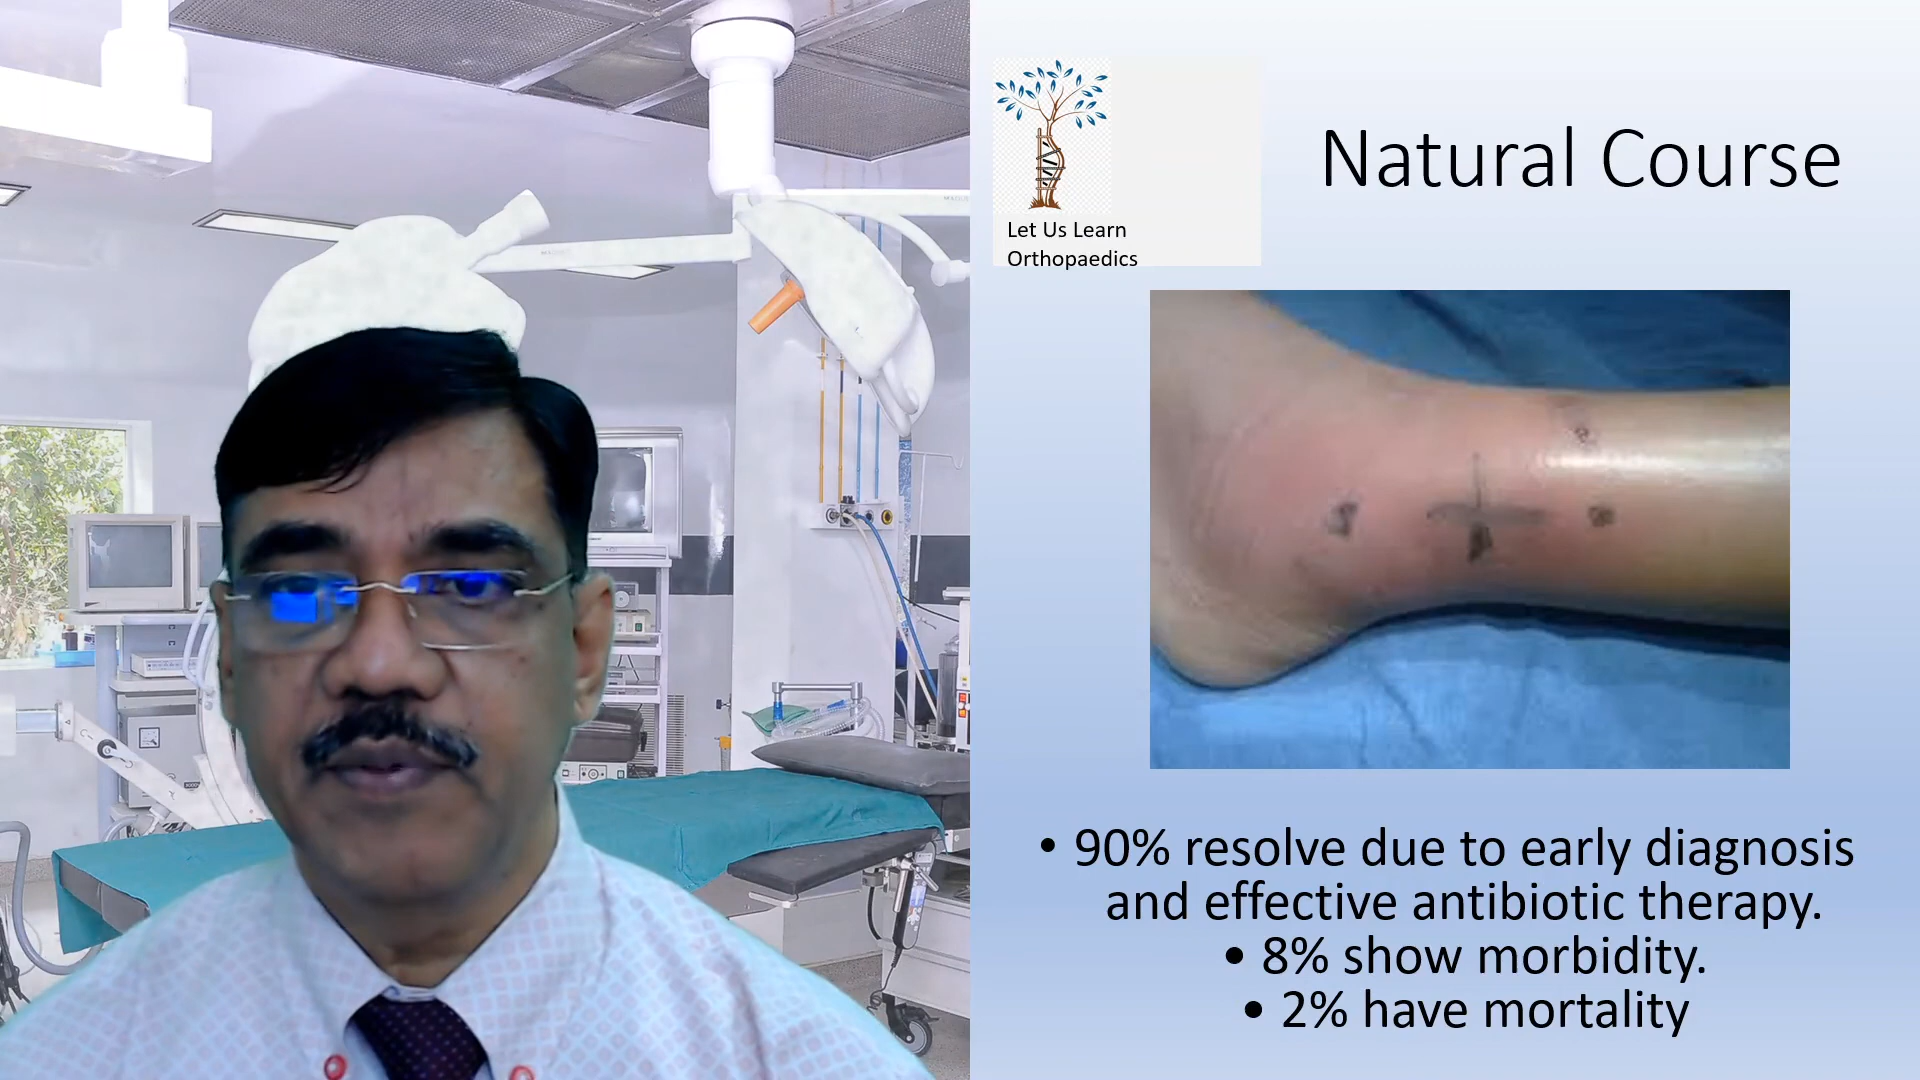 Let Us Learn
Orthopaedics
Natural Course
• 90% resolve due to early diagnosis
and effective antibiotic therapy.
• 8% show morbidity.
• 2% have mortality